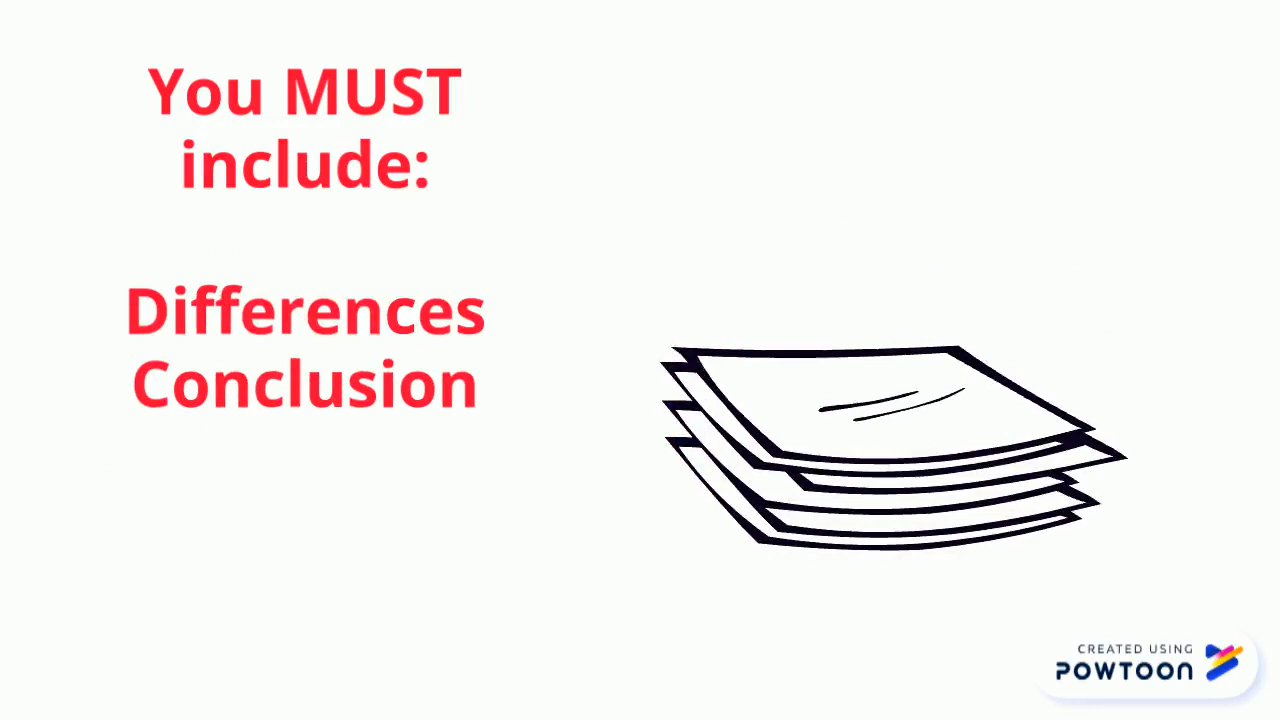 You MUST
include:
Differences
Conclusion
CREATED USING
POWTOON